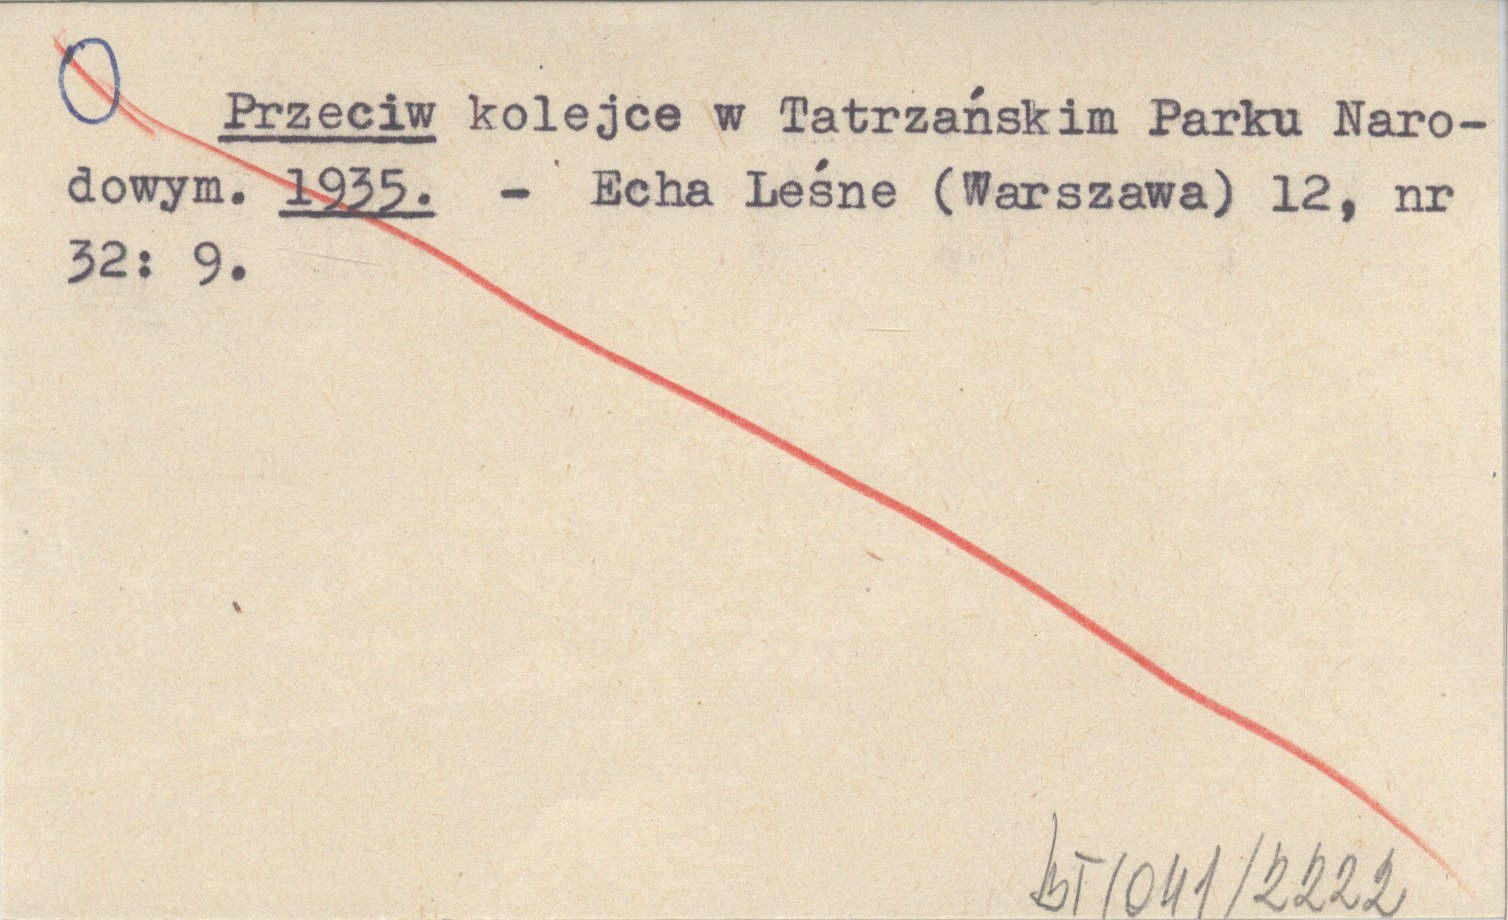 Przeciw kolejce w Tatrzańskim Parku Naro-
dowym. 1935. - Echa Leśne (Warszawa) 12, nr
32: 9.
BT/041/2222